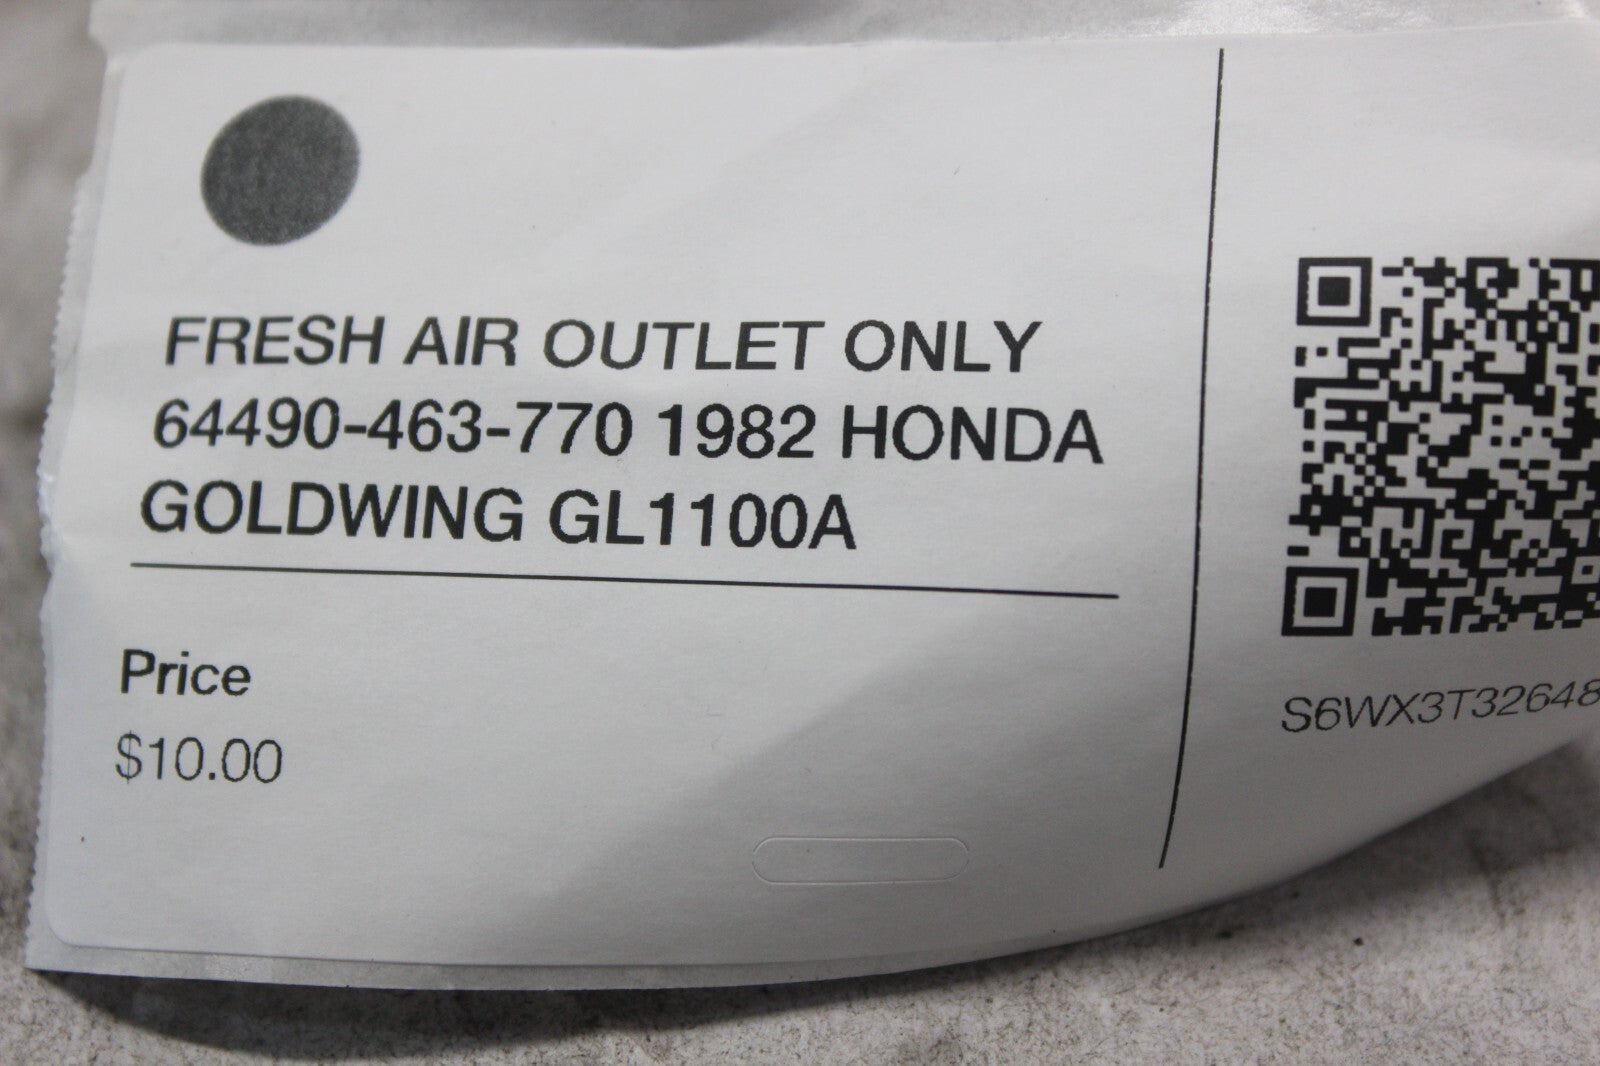 FRESH AIR OUTLET ONLY
64490-463-770 1982 HONDA
GOLDWING GL1100A
Price
$10.00
S6WX3T32648